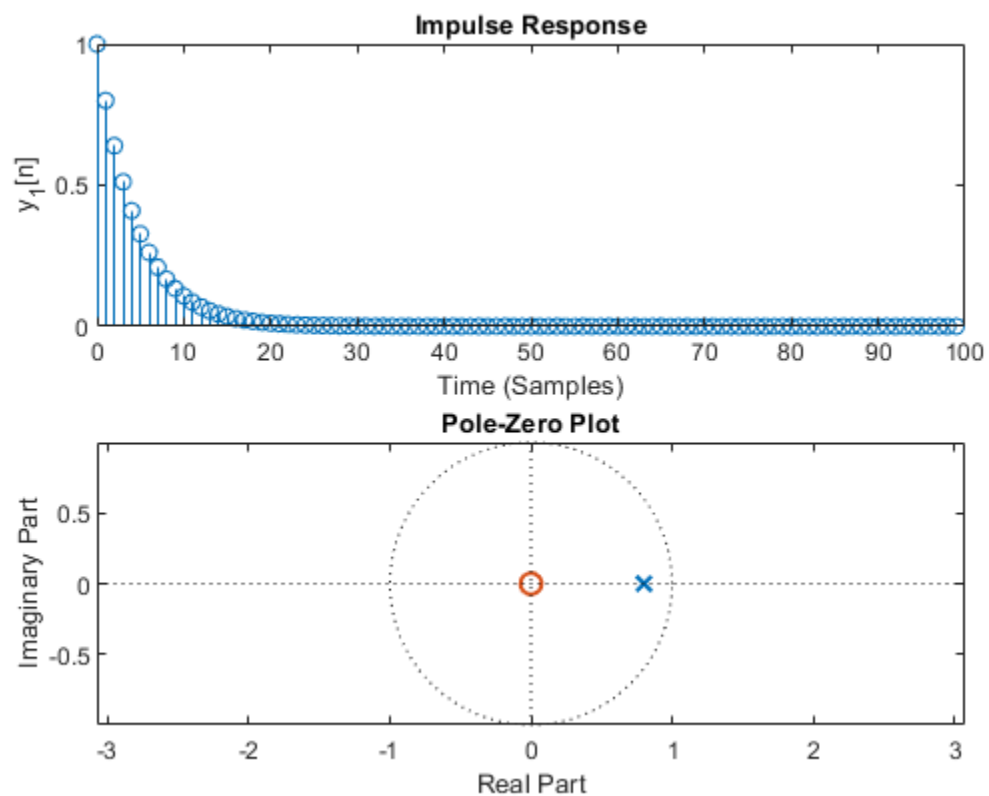 Impulse Response
1
0.5
0
y₁[n]
0 10 20 30 40 50 60 70 80 90 100
Time (Samples)
Pole-Zero Plot
0.5
0
-0.5
Imaginary Part
-3 -2 -1 0 1 2 3
Real Part